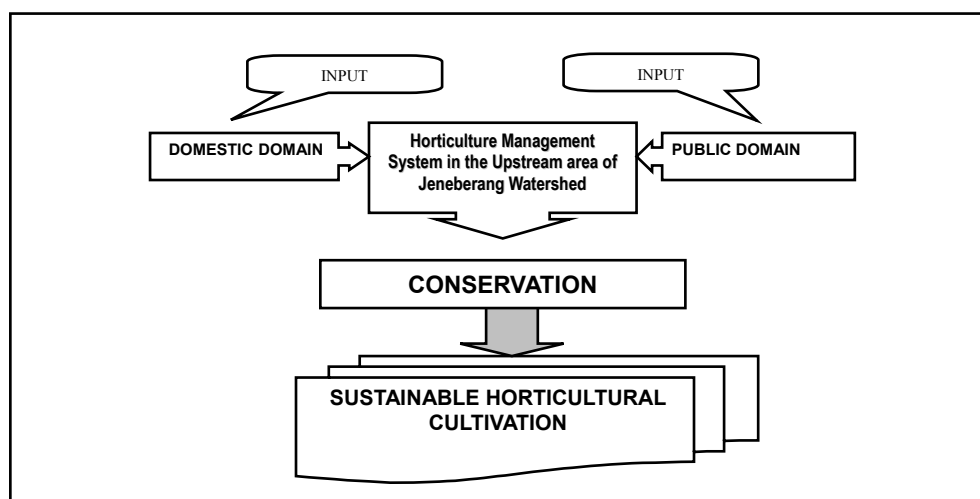 INPUT
INPUT
DOMESTIC DOMAIN
Horticulture Management
System in the Upstream area of
Jeneberang Watershed
PUBLIC DOMAIN
CONSERVATION
SUSTAINABLE HORTICULTURAL
CULTIVATION